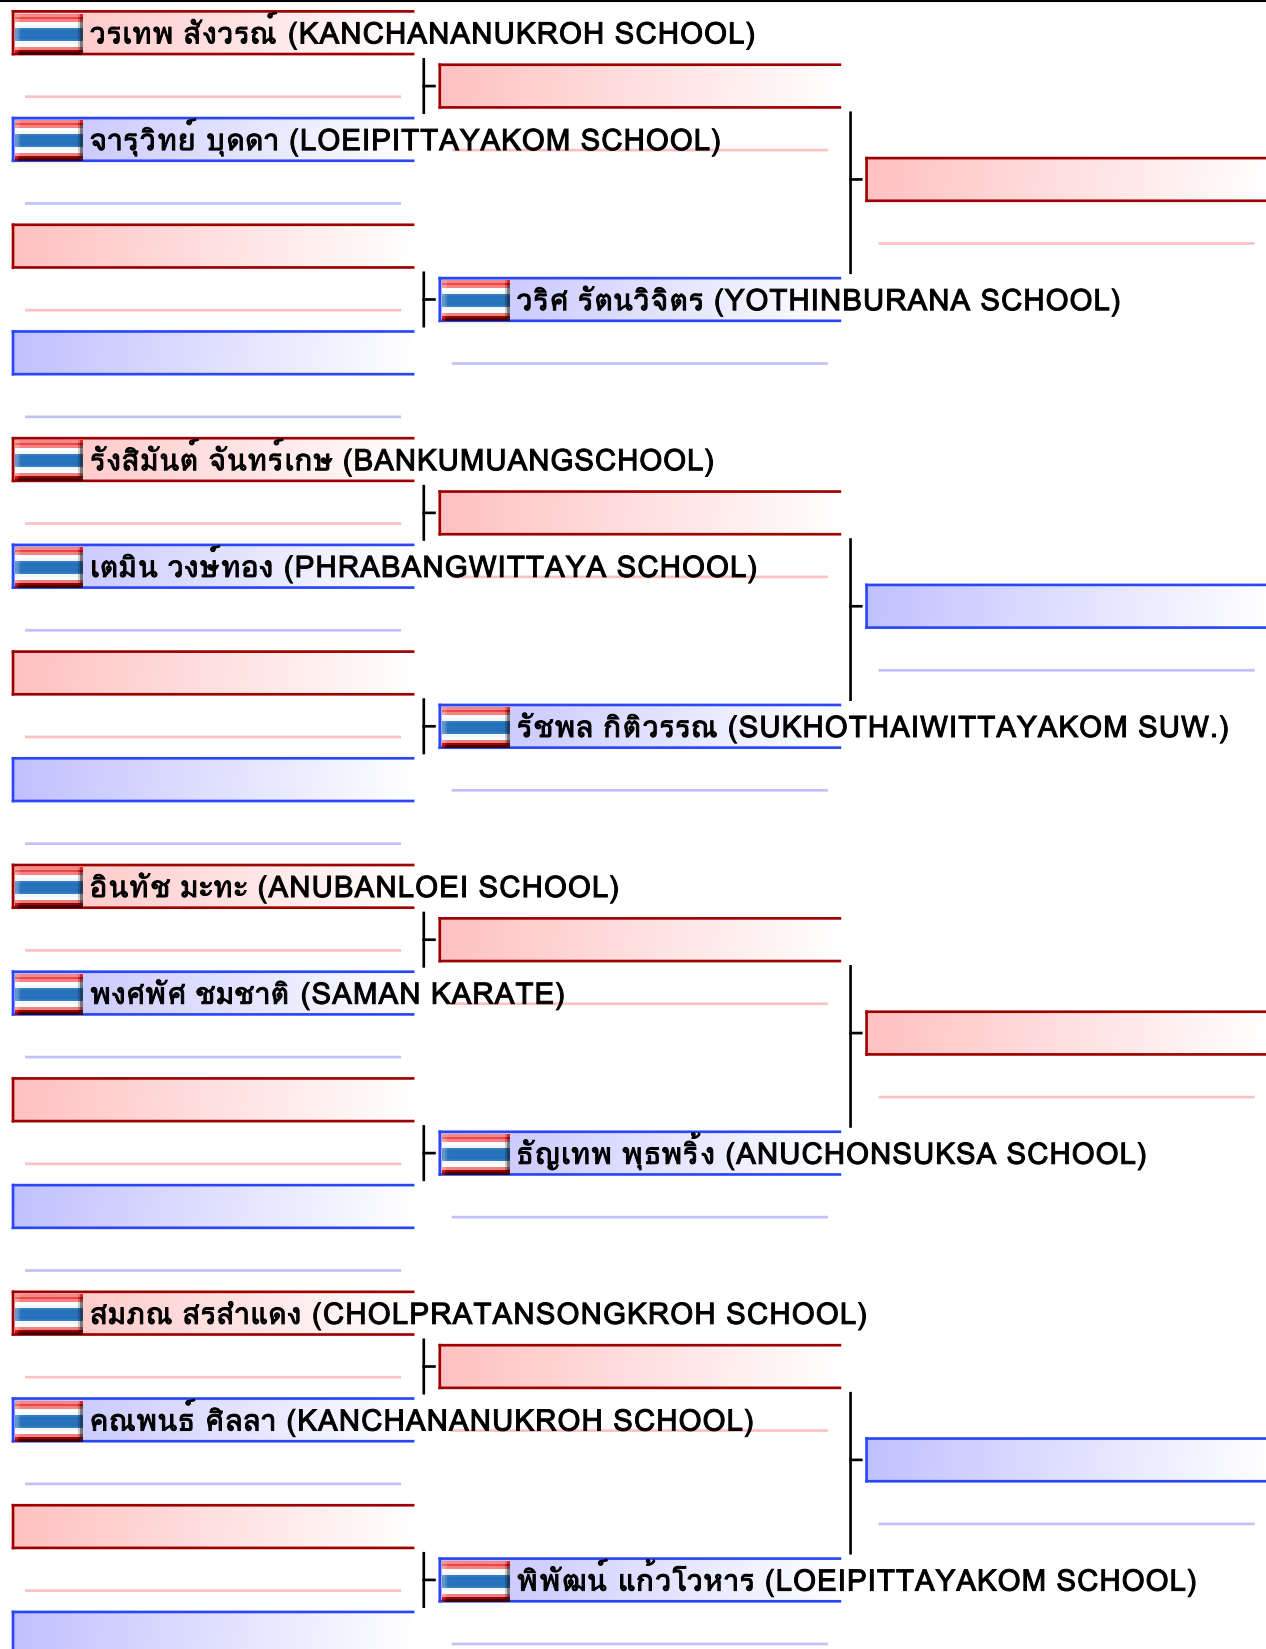 วรเทพ สังวรณ์ (KANCHANANUKROH SCHOOL)
จารุวิทย์ บุดดา (LOEIPITTAYAKOM SCHOOL)
วริศ รัตนวิจิตร (YOTHINBURANA SCHOOL)
รังสิมันต์ จันทร์เกษ (BANKUMUANGSCHOOL)
เตมิน วงษ์ทอง (PHRABANGWITTAYA SCHOOL)
รัชพล กิติวรรณ (SUKHOTHAIWITTAYAKOM SUW.)
อินทัช มะทะ (ANUBANLOEI SCHOOL)
พงศพัศ ชมชาติ (SAMAN KARATE)
ธัญเทพ พุธพริ้ง (ANUCHONSUKSA SCHOOL)
สมภณ สรสำแดง (CHOLPRATANSONGKROH SCHOOL)
คณพนธ์ ศิลลา (KANCHANANUKROH SCHOOL)
พิพัฒน์ แก้วโวหาร (LOEIPITTAYAKOM SCHOOL)